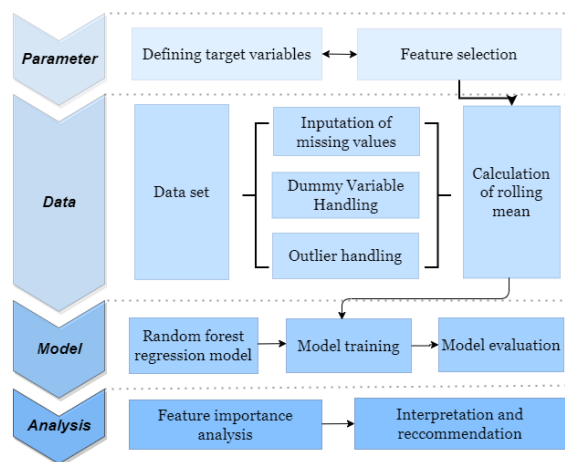 Parameter
Defining target variables
Feature selection
Data
Data set
Inputation of
missing values
Dummy Variable
Handling
Outlier handling
Calculation
of rolling
mean
Model
Random forest
regression model
Model training
Model evaluation
Analysis
Feature importance
analysis
Interpretation and
reccommendation